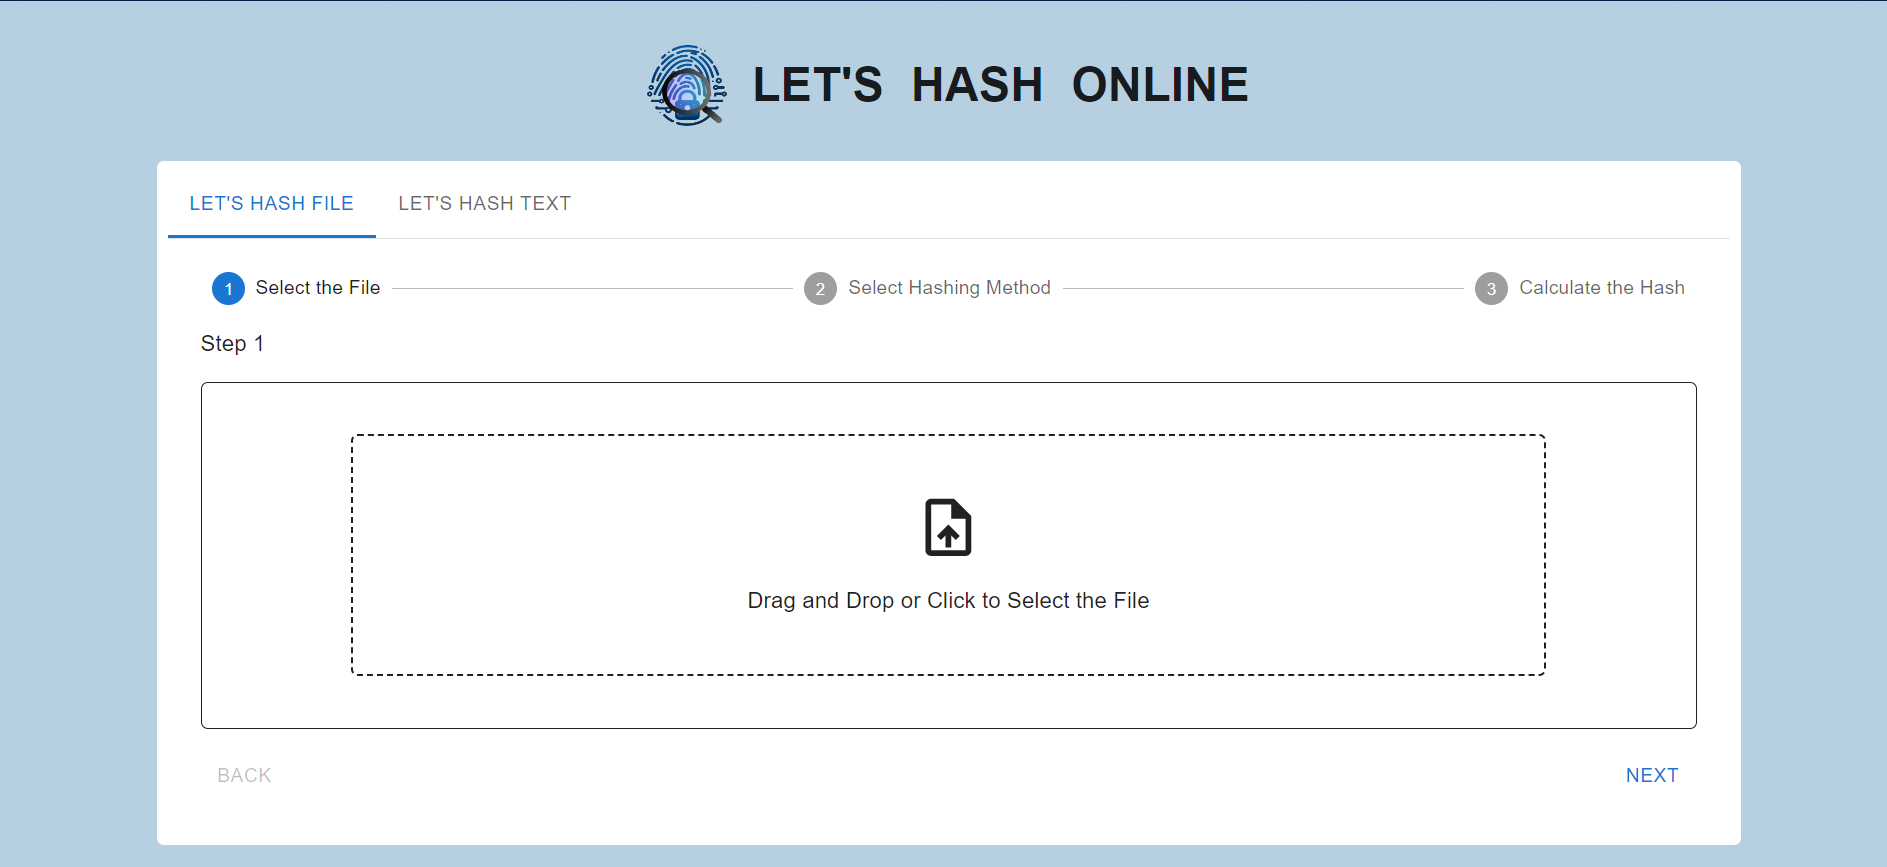 LET'S HASH ONLINE
LET'S HASH FILE LET'S HASH TEXT
1 Select the File 2 Select Hashing Method 3 Calculate the Hash
Step 1
Drag and Drop or Click to Select the File
BACK NEXT